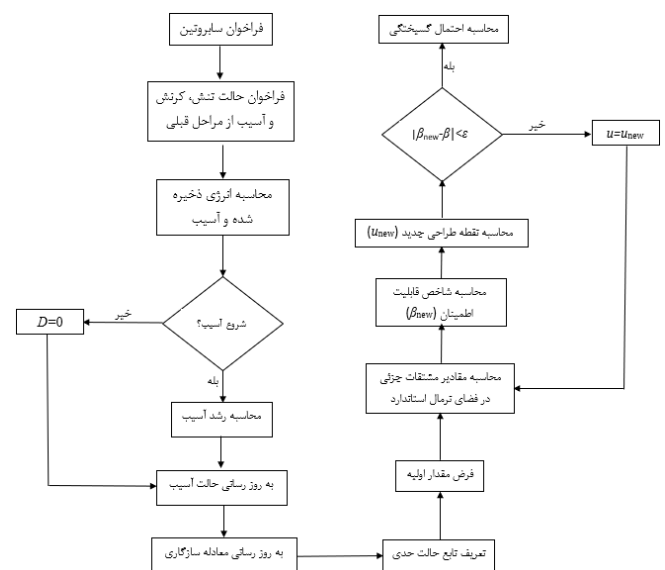 فراخوان سابروتین
فراخوان حالت تنش، کرنش
و آسیب از مراحل قبلی
محاسبه انرژی ذخیره
شده و آسیب
شروع آسیب؟
خیر
D=0
بله
محاسبه رشد آسیب
به روز رسانی حالت آسیب
به روز رسانی معادله سازگاری
تعریف تابع حالت حدی
فرض مقدار اولیه
محاسبه مقادیر مشتقات جزئی
در فضای نرمال استاندارد
محاسبه شاخص قابلیت
اطمینان (βnew)
محاسبه نقطه طراحی جدید (unew)
|βnew-β|<ε
خیر
u=unew
بله
محاسبه احتمال گسیختگی